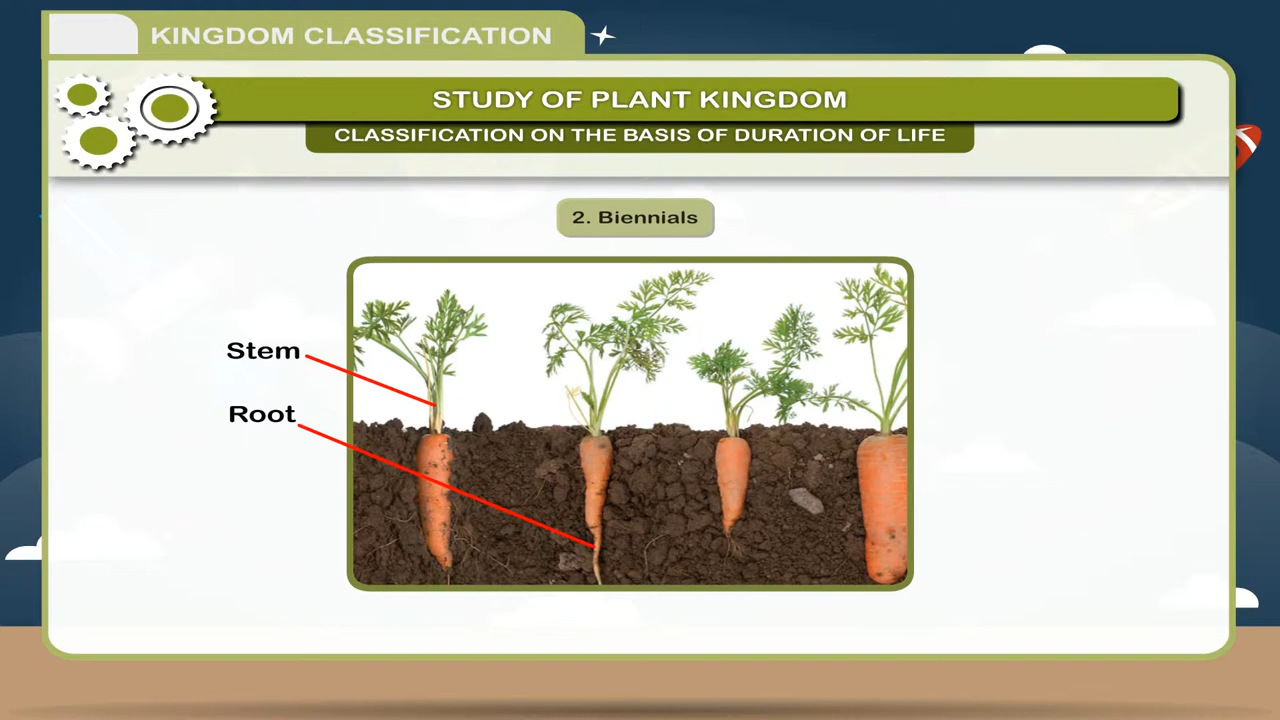 KINGDOM CLASSIFICATION
STUDY OF PLANT KINGDOM
CLASSIFICATION ON THE BASIS OF DURATION OF LIFE
2. Biennials
Stem
Root